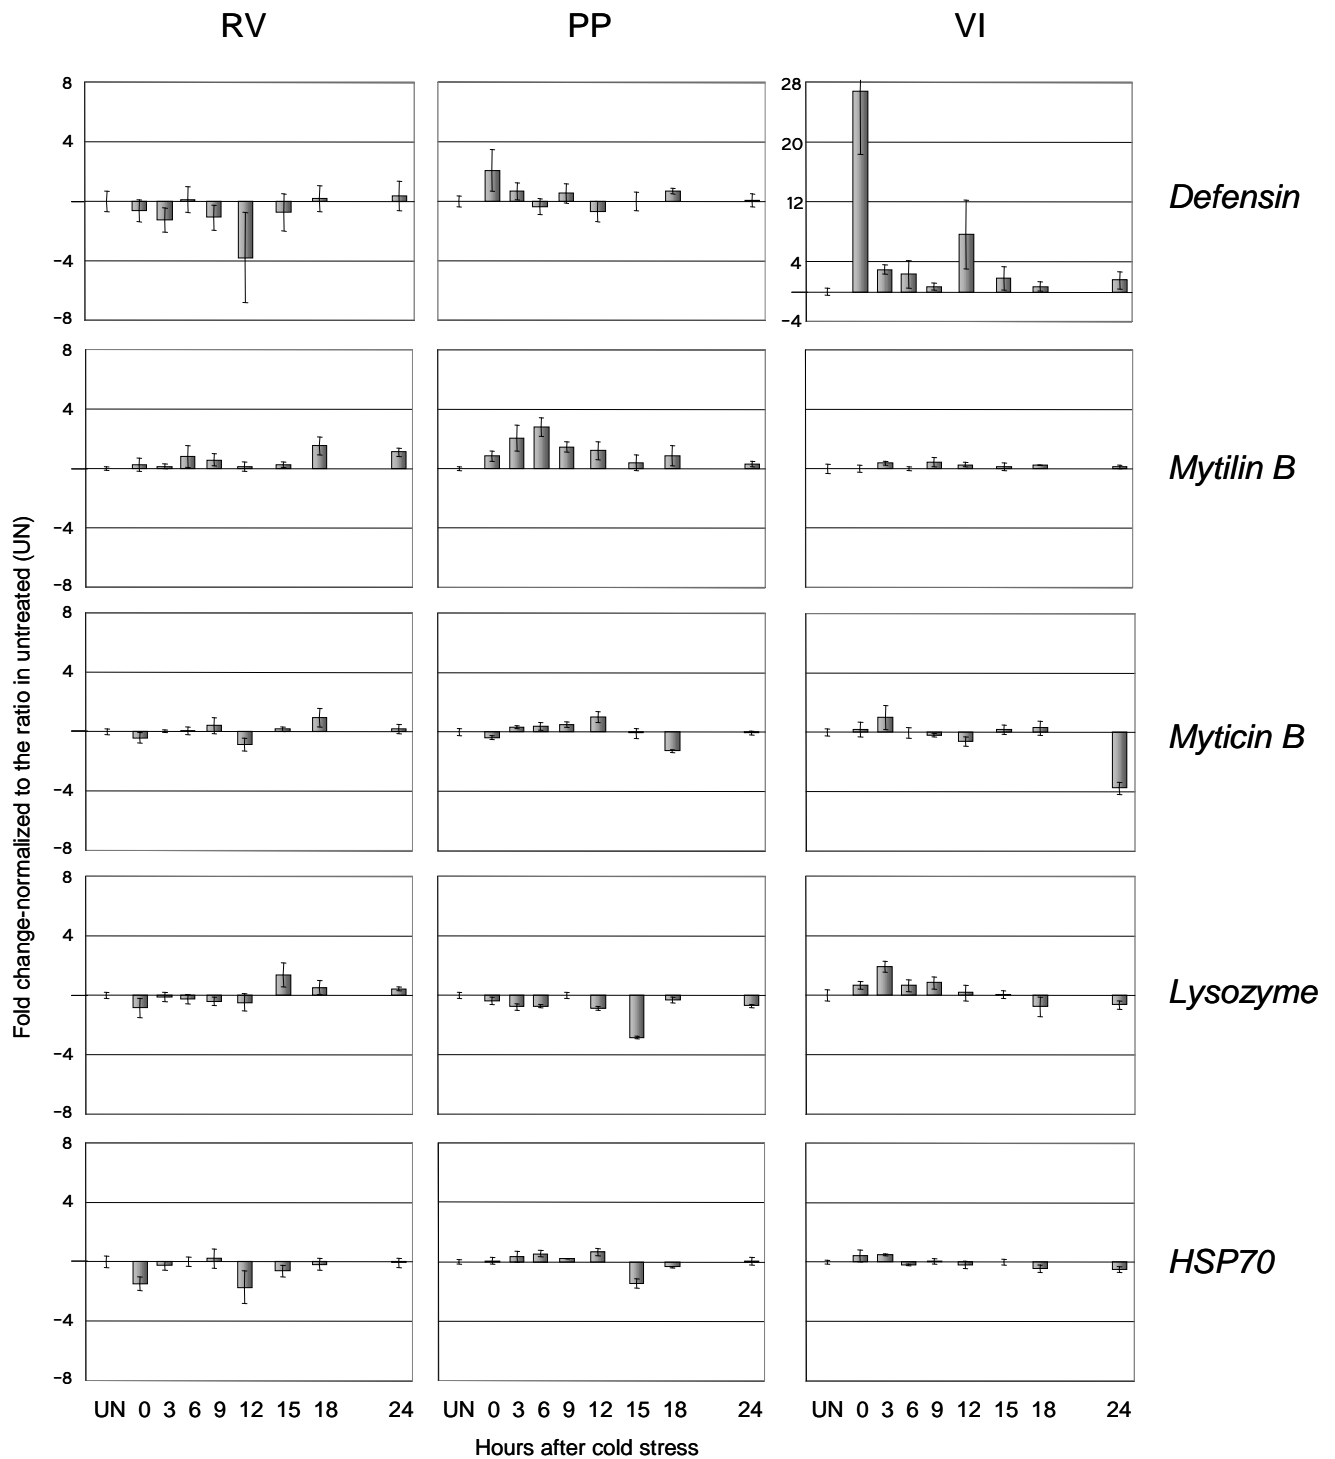 RV PP VI
8 28
4 20
12
−4 4
−8 −4
Defensin
8
4
−4
−8
Mytilin B
8
4
−4
−8
Myticin B
8
4
−4
−8
Lysozyme
8
4
−4
−8
HSP70
Fold change-normalized to the ratio in untreated (UN)
UN 0 3 6 9 12 15 18 24 UN 0 3 6 9 12 15 18 24 UN 0 3 6 9 12 15 18 24
Hours after cold stress